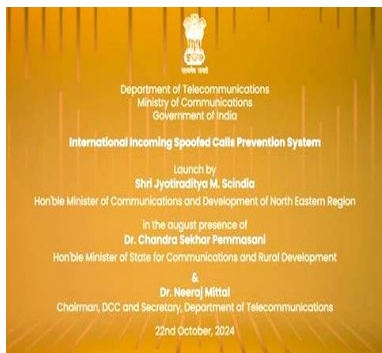 सत्यमेव जयते
Department of Telecommunications
Ministry of Communications
Government of India
International Incoming Spoofed Calls Prevention System
Launch by
Shri Jyotiraditya M. Scindia
Hon'ble Minister of Communications and Development of North Eastern Region
in the august presence of
Dr. Chandra Sekhar Pemmasani
Hon'ble Minister of State for Communications and Rural Development
&
Dr. Neeraj Mittal
Chairman, DCC and Secretary, Department of Telecommunications
22nd October, 2024